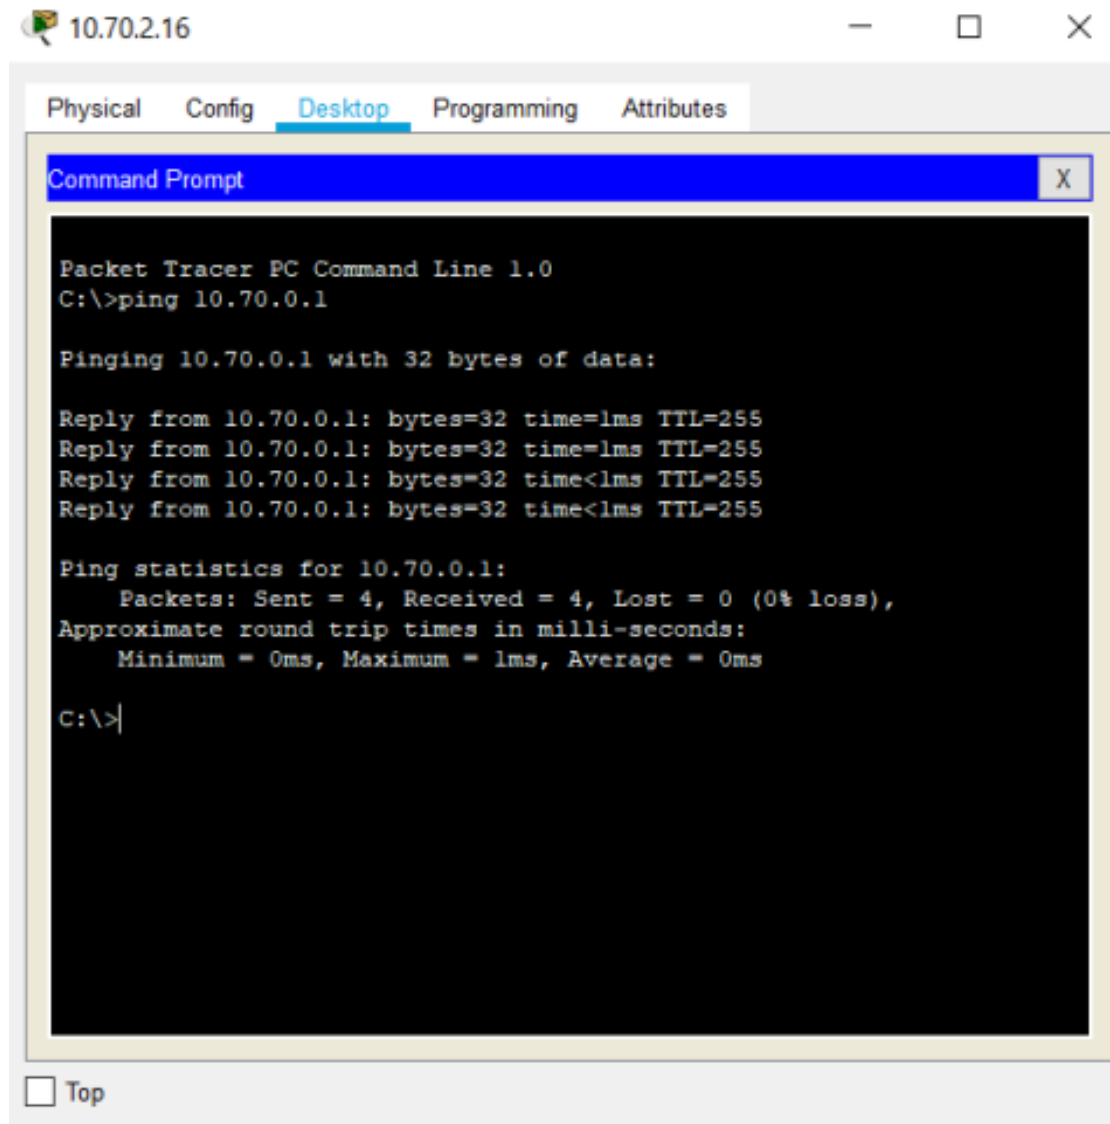 10.70.2.16
Physical Config Desktop Programming Attributes
Command Prompt X
Packet Tracer PC Command Line 1.0
C:\>ping 10.70.0.1
Pinging 10.70.0.1 with 32 bytes of data:
Reply from 10.70.0.1: bytes=32 time=1ms TTL=255
Reply from 10.70.0.1: bytes=32 time=1ms TTL=255
Reply from 10.70.0.1: bytes=32 time<1ms TTL=255
Reply from 10.70.0.1: bytes=32 time<1ms TTL=255
Ping statistics for 10.70.0.1:
Packets: Sent = 4, Received = 4, Lost = 0 (0% loss),
Approximate round trip times in milli-seconds:
Minimum = 0ms, Maximum = 1ms, Average = 0ms
C:\>
Top